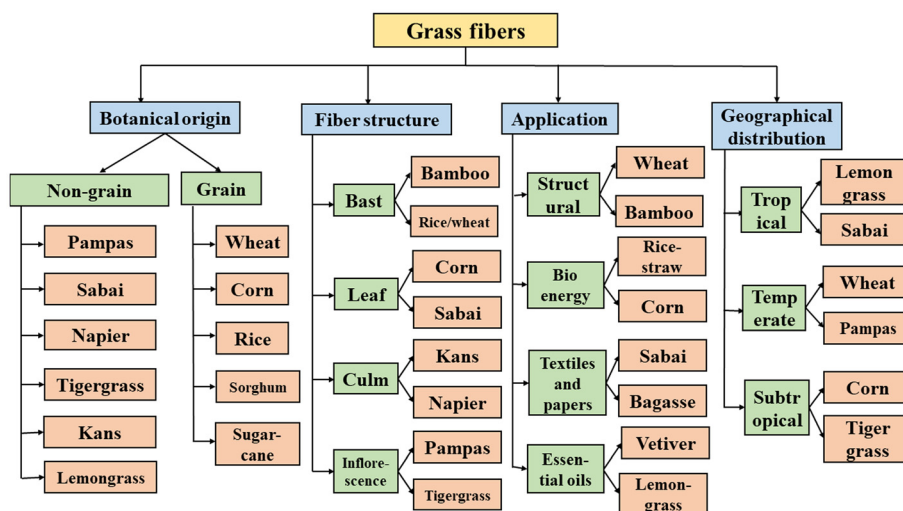 Grass fibers
Botanical origin
Fiber structure
Application
Geographical
distribution
Non-grain
Grain
Pampas
Sabai
Napier
Tigergrass
Kans
Lemongrass
Wheat
Corn
Rice
Sorghum
Sugar-
cane
Bast
Bamboo
Rice/wheat
Leaf
Corn
Sabai
Culm
Kans
Napier
Inflore-
scence
Pampas
Tigergrass
Struct
ural
Wheat
Bamboo
Bio
energy
Rice-
straw
Corn
Textiles and
papers
Sabai
Bagasse
Essen-
tial oils
Vetiver
Lemon-
grass
Trop
ical
Lemon
grass
Sabai
Temp
erate
Wheat
Pampas
Subtr
opical
Corn
Tiger
grass